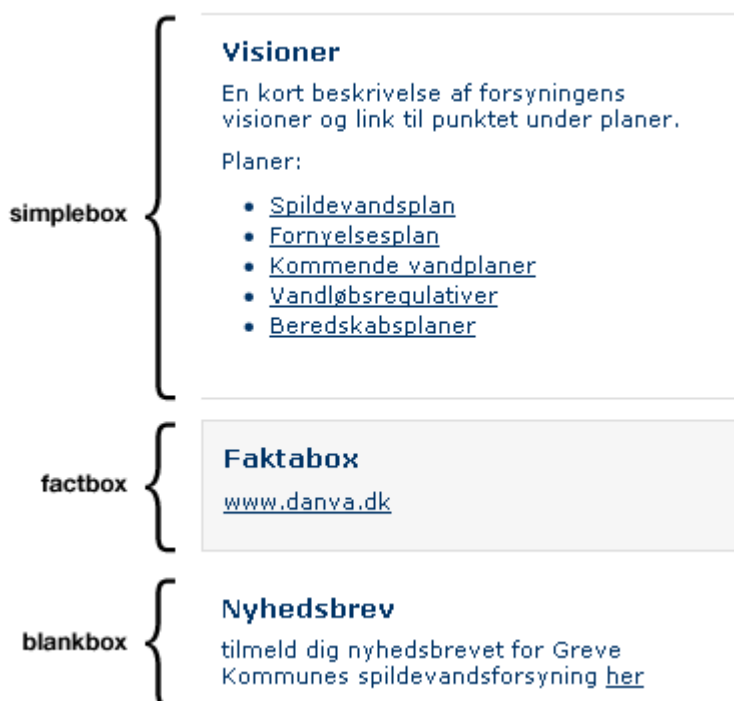 simplebox
Visioner
En kort beskrivelse af forsyningens
visioner og link til punktet under planer.
Planer:
• Spildevandsplan
• Fornyelsesplan
• Kommende vandplaner
• Vandløbsregulativer
• Beredskabsplaner
factbox
Faktabox
www.danva.dk
blankbox
Nyhedsbrev
tilmeld dig nyhedsbrevet for Greve
Kommunes spildevandsforsyning her